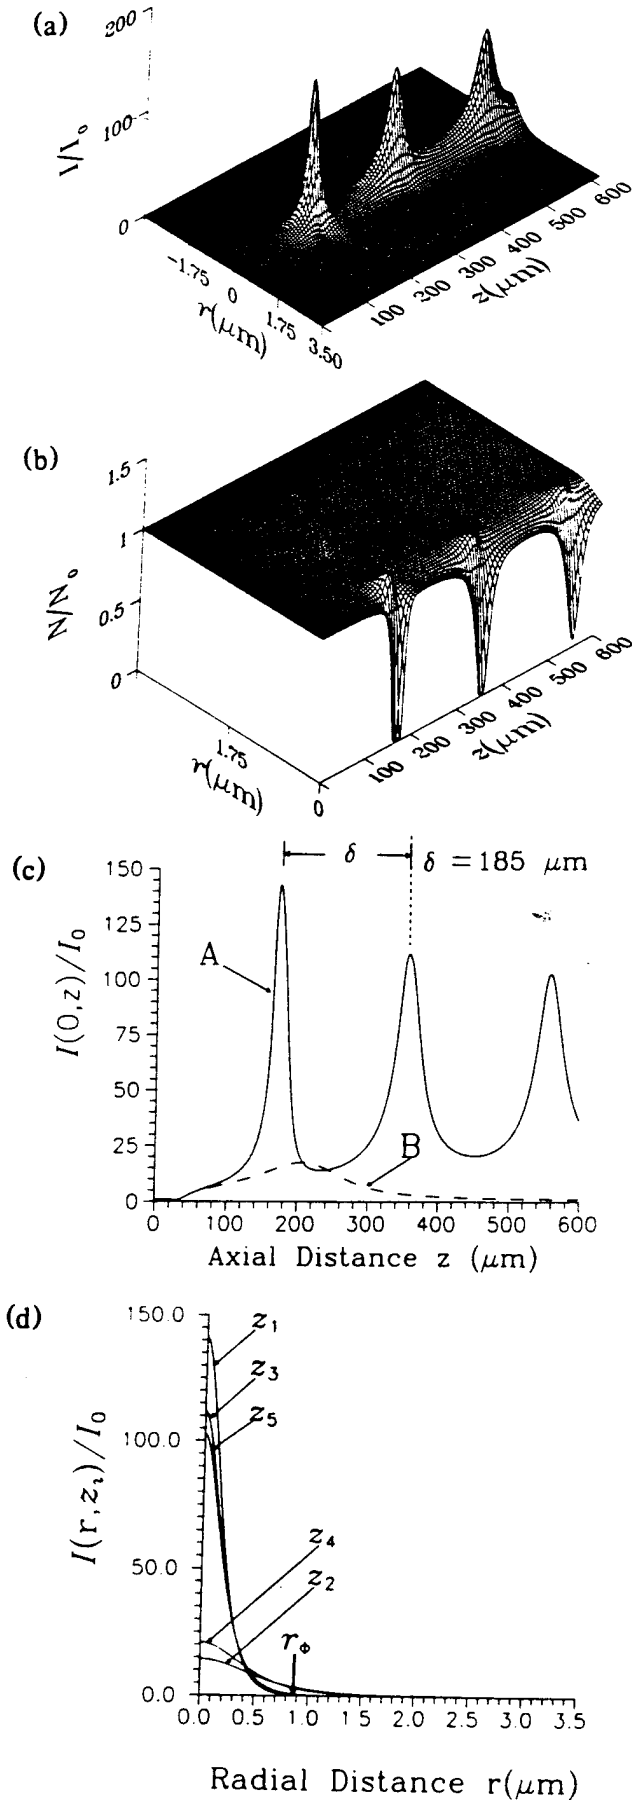 (a)
200
100
0
I/I₀
-1.75
0
1.75
3.50
r(μm)
100
200
300
400
500
600
z(μm)
(b)
1.5
1
0.5
0
N/N₀
1.75
0
r(μm)
100
200
300
400
500
600
z(μm)
(c)
δ
δ = 185 μm
150
125
100
75
50
25
0
I(0,z)/I₀
A
B
0 100 200 300 400 500 600
Axial Distance z (μm)
(d)
150.0
100.0
50.0
0.0
I(r,zᵢ)/I₀
z₁
z₃
z₅
z₄
z₂
r_Φ
0.0 0.5 1.0 1.5 2.0 2.5 3.0 3.5
Radial Distance r(μm)